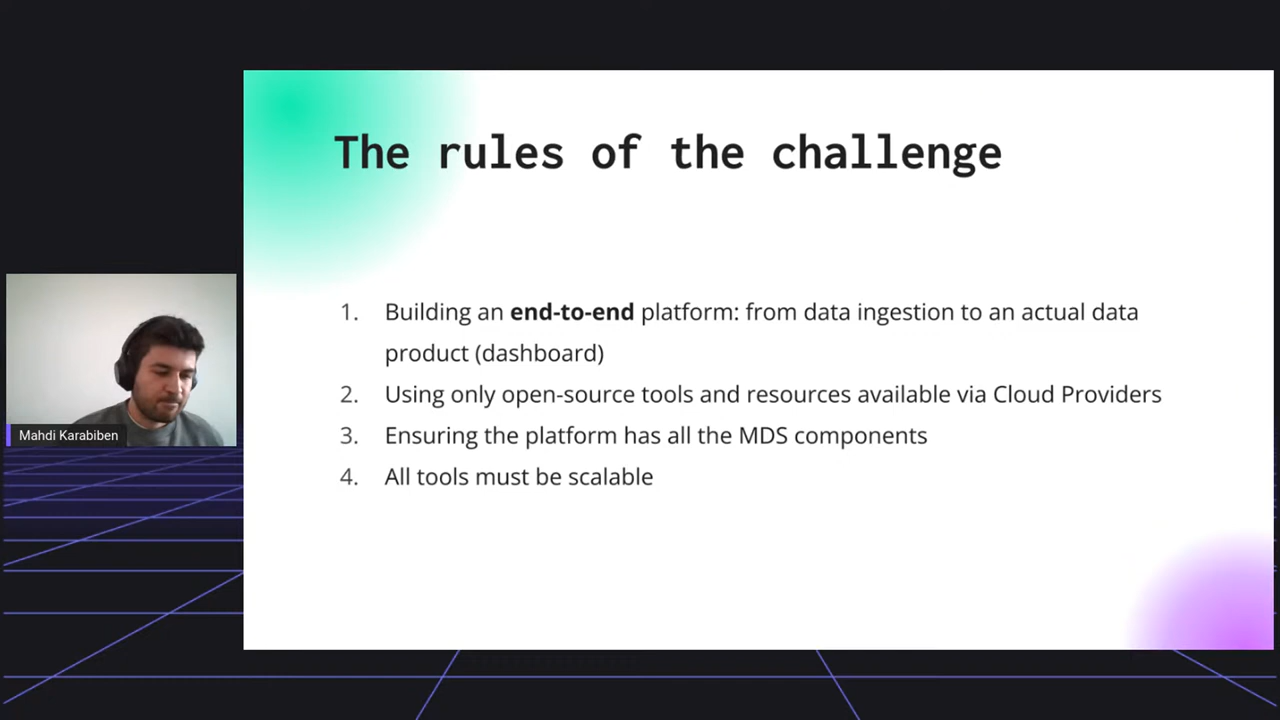 The rules of the challenge
1. Building an end-to-end platform: from data ingestion to an actual data
product (dashboard)
2. Using only open-source tools and resources available via Cloud Providers
3. Ensuring the platform has all the MDS components
4. All tools must be scalable
Mahdi Karabiben